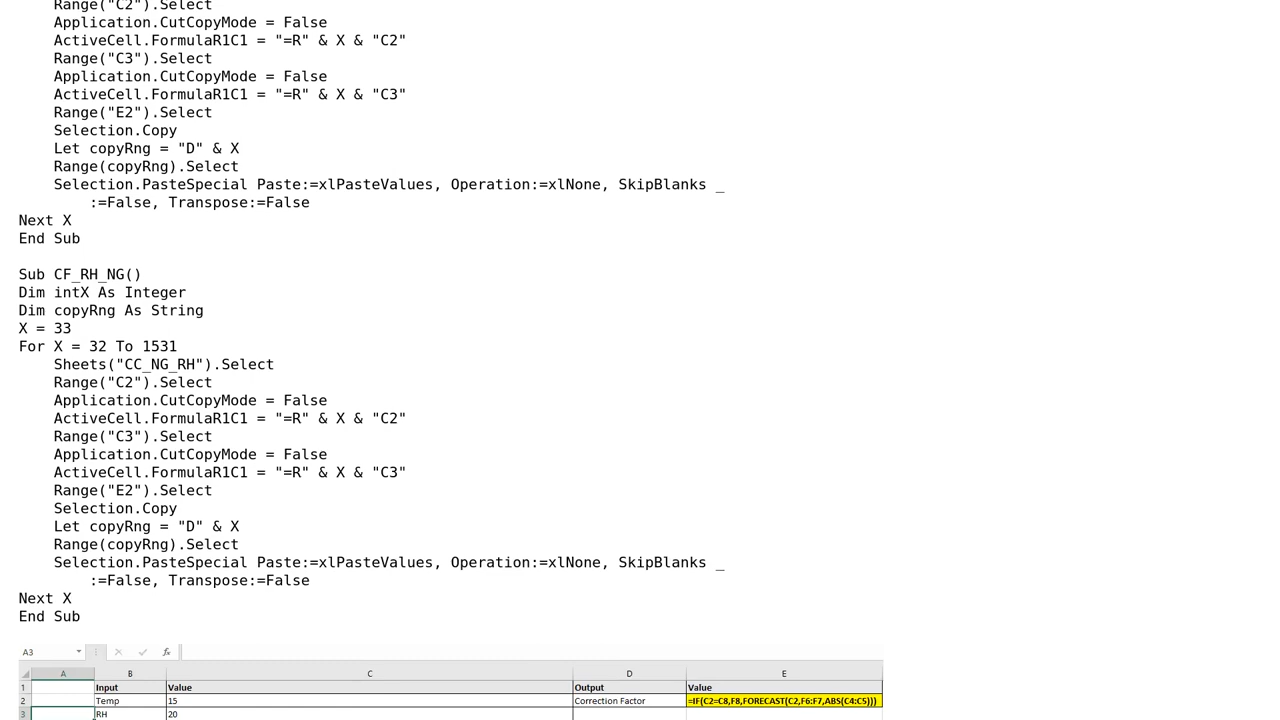 Range("C2").Select
Application.CutCopyMode = False
ActiveCell.FormulaR1C1 = "=R" & X & "C2"
Range("C3").Select
Application.CutCopyMode = False
ActiveCell.FormulaR1C1 = "=R" & X & "C3"
Range("E2").Select
Selection.Copy
Let copyRng = "D" & X
Range(copyRng).Select
Selection.PasteSpecial Paste:=xlPasteValues, Operation:=xlNone, SkipBlanks _
:=False, Transpose:=False
Next X
End Sub
Sub CF_RH_NG()
Dim intX As Integer
Dim copyRng As String
X = 33
For X = 32 To 1531
Sheets("CC_NG_RH").Select
Range("C2").Select
Application.CutCopyMode = False
ActiveCell.FormulaR1C1 = "=R" & X & "C2"
Range("C3").Select
Application.CutCopyMode = False
ActiveCell.FormulaR1C1 = "=R" & X & "C3"
Range("E2").Select
Selection.Copy
Let copyRng = "D" & X
Range(copyRng).Select
Selection.PasteSpecial Paste:=xlPasteValues, Operation:=xlNone, SkipBlanks _
:=False, Transpose:=False
Next X
End Sub
A3 fx
A B C D E
1 Input Value Output Value
2 Temp 15 Correction Factor =IF(C2=C8,F8,FORECAST(C2,F6:F7,ABS(C4:C5)))
3 RH 20